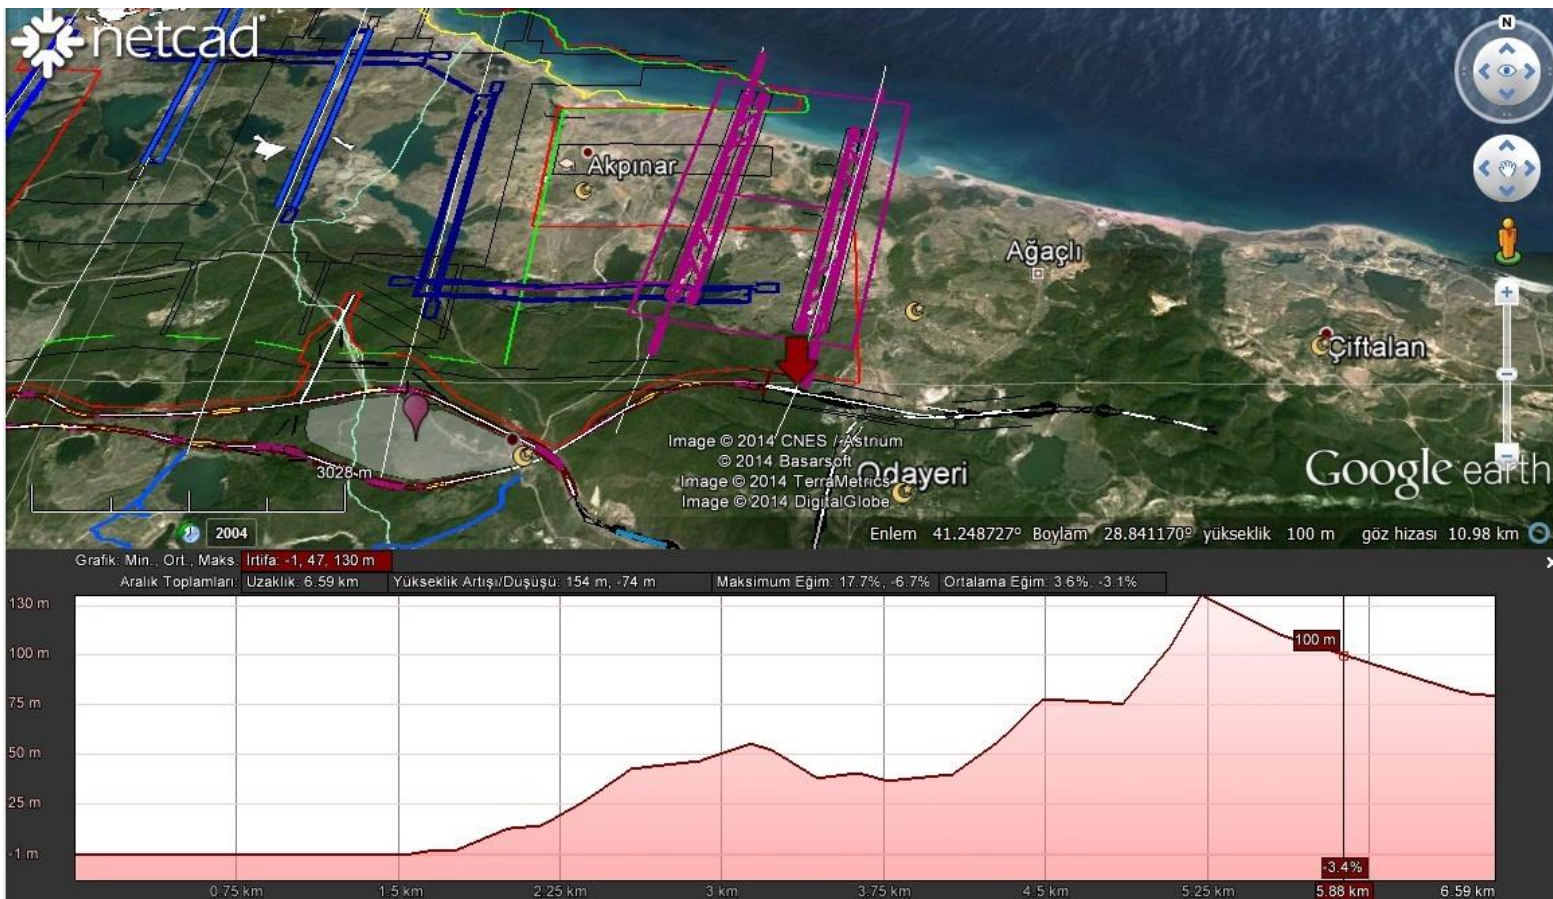 netcad
N
Akpınar
Ağaçlı
Çiftalan
3028 m
Image © 2014 CNES / Astrium
© 2014 Basarsoft
Image © 2014 TerraMetrics
Image © 2014 DigitalGlobe
Odayeri
Google earth
2004
Enlem 41.248727° Boylam 28.841170° yükseklik 100 m göz hizası 10.98 km
Grafik: Min., Ort., Maks. İrtifa: -1, 47, 130 m
Aralık Toplamları: Uzaklık: 6.59 km Yükseklik Artışı/Düşüşü: 154 m, -74 m Maksimum Eğim: 17.7%, -6.7% Ortalama Eğim: 3.6%, -3.1%
130 m
100 m
100 m
75 m
50 m
25 m
-1 m
-3.4%
0.75 km 1.5 km 2.25 km 3 km 3.75 km 4.5 km 5.25 km 5.88 km 6.59 km